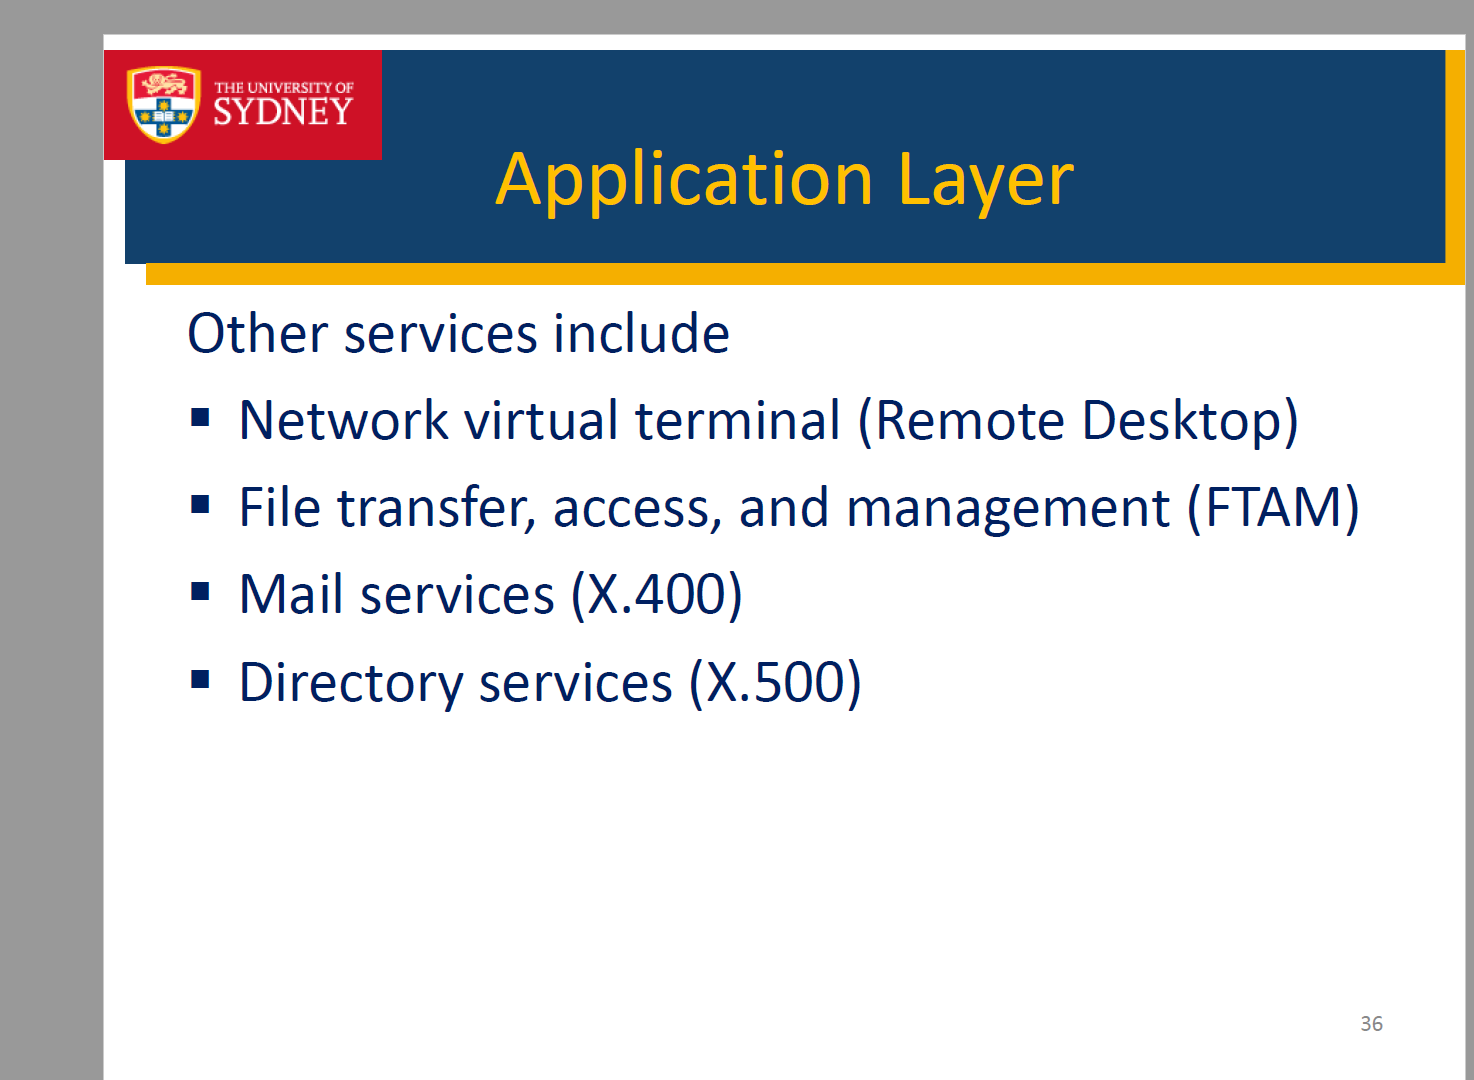 THE UNIVERSITY OF
SYDNEY
Application Layer
Other services include
▪ Network virtual terminal (Remote Desktop)
▪ File transfer, access, and management (FTAM)
▪ Mail services (X.400)
▪ Directory services (X.500)
36